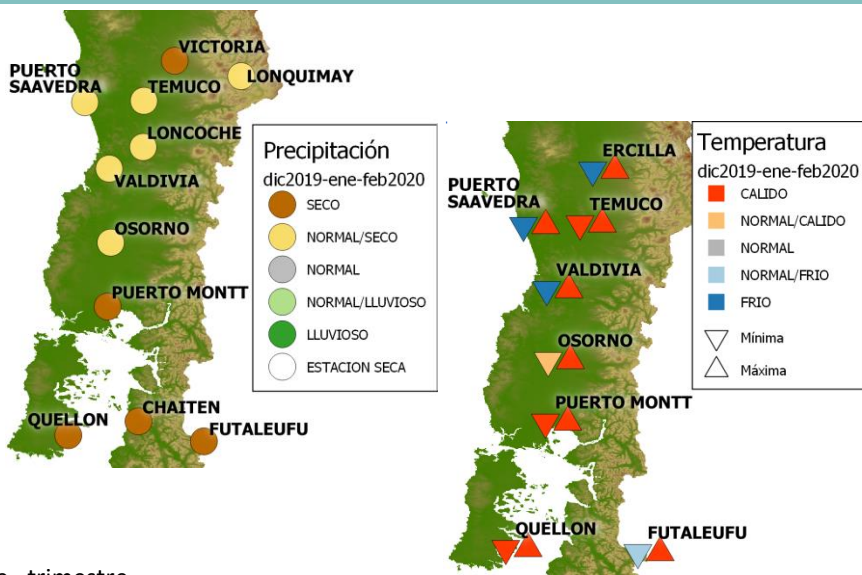 VICTORIA
PUERTO
SAAVEDRA
TEMUCO
LONQUIMAY
LONCOCHE
VALDIVIA
OSORNO
PUERTO MONTT
QUELLON
CHAITEN
FUTALEUFU
Precipitación
dic2019-ene-feb2020
SECO
NORMAL/SECO
NORMAL
NORMAL/LLUVIOSO
LLUVIOSO
ESTACION SECA
ERCILLA
PUERTO
SAAVEDRA
TEMUCO
VALDIVIA
OSORNO
PUERTO MONTT
QUELLON
FUTALEUFU
Temperatura
dic2019-ene-feb2020
CALIDO
NORMAL/CALIDO
NORMAL
NORMAL/FRIO
FRIO
Mínima
Máxima